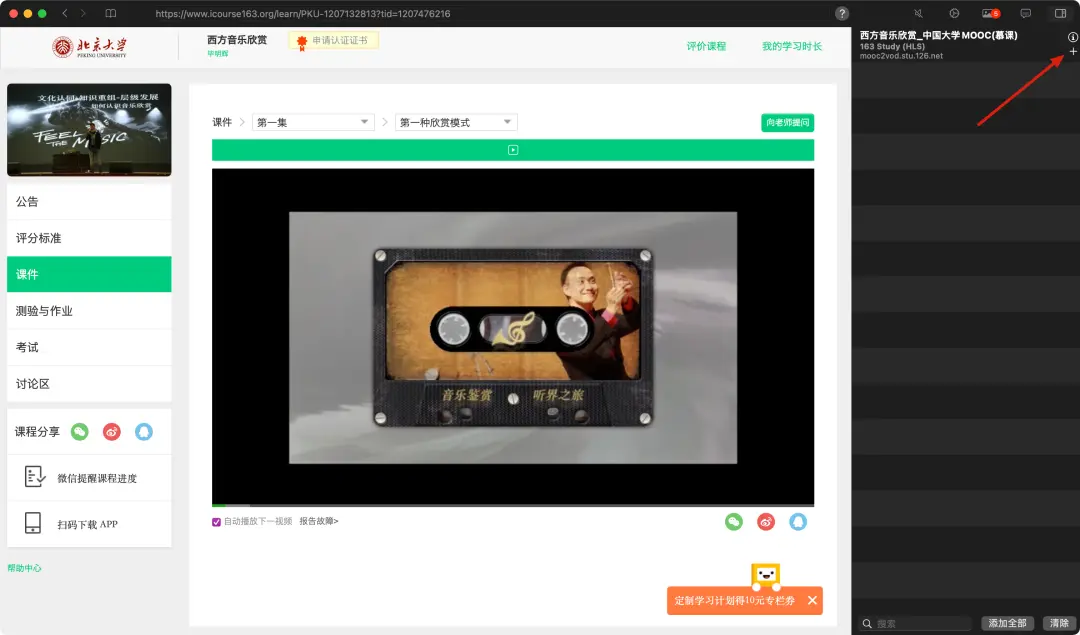 https://www.icourse163.org/learn/PKU-1207132813?tid=1207476216
?
5
北京大学
PEKING UNIVERSITY
西方音乐欣赏
毕明辉
申请认证证书
评价课程
我的学习时长
西方音乐欣赏_中国大学MOOC(慕课)
163 Study (HLS)
mooc2vod.stu.126.net
文化认同·知识重组·层级发展
如何认识音乐欣赏
FEEL THE MUSIC
公告
评分标准
课件
测验与作业
考试
讨论区
课程分享
微信提醒课程进度
扫码下载 APP
帮助中心
课件
第一集
第一种欣赏模式
向老师提问
音乐鉴赏
听界之旅
自动播放下一视频
报告故障>
定制学习计划得10元专栏券
搜索
添加全部
清除